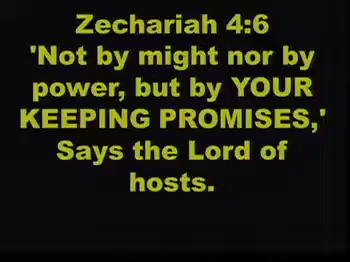 Zechariah 4:6
'Not by might nor by
power, but by YOUR
KEEPING PROMISES,'
Says the Lord of
hosts.